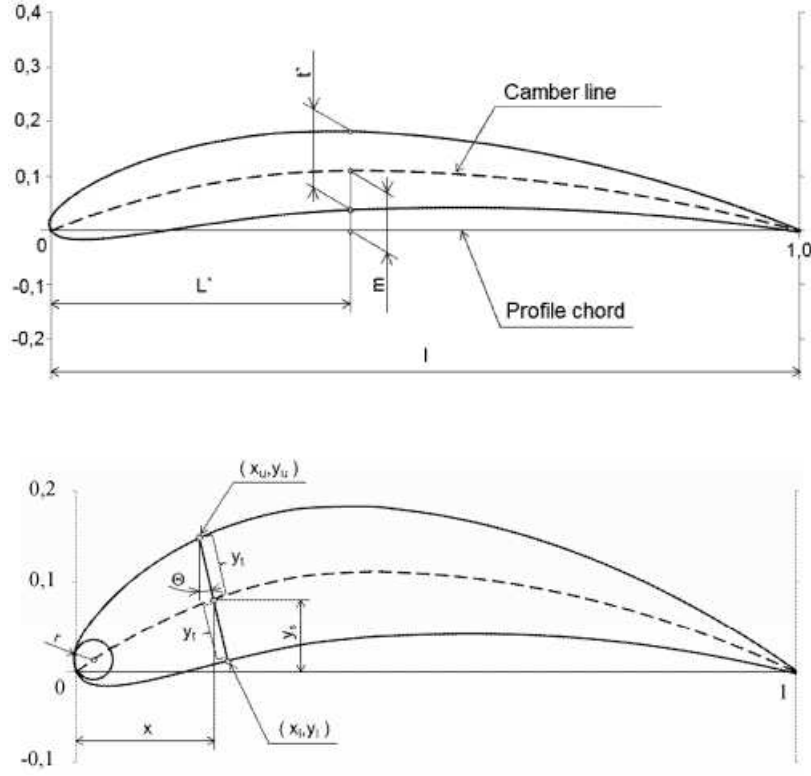 0,4
0,3
t*
0,2
Camber line
0,1
0
1,0
-0,1
L*
m
Profile chord
-0,2
l
( xᵤ,yᵤ )
0,2
yₜ
Θ
0,1
yₜ
yₛ
r
0
1
x
( xₗ,yₗ )
-0,1